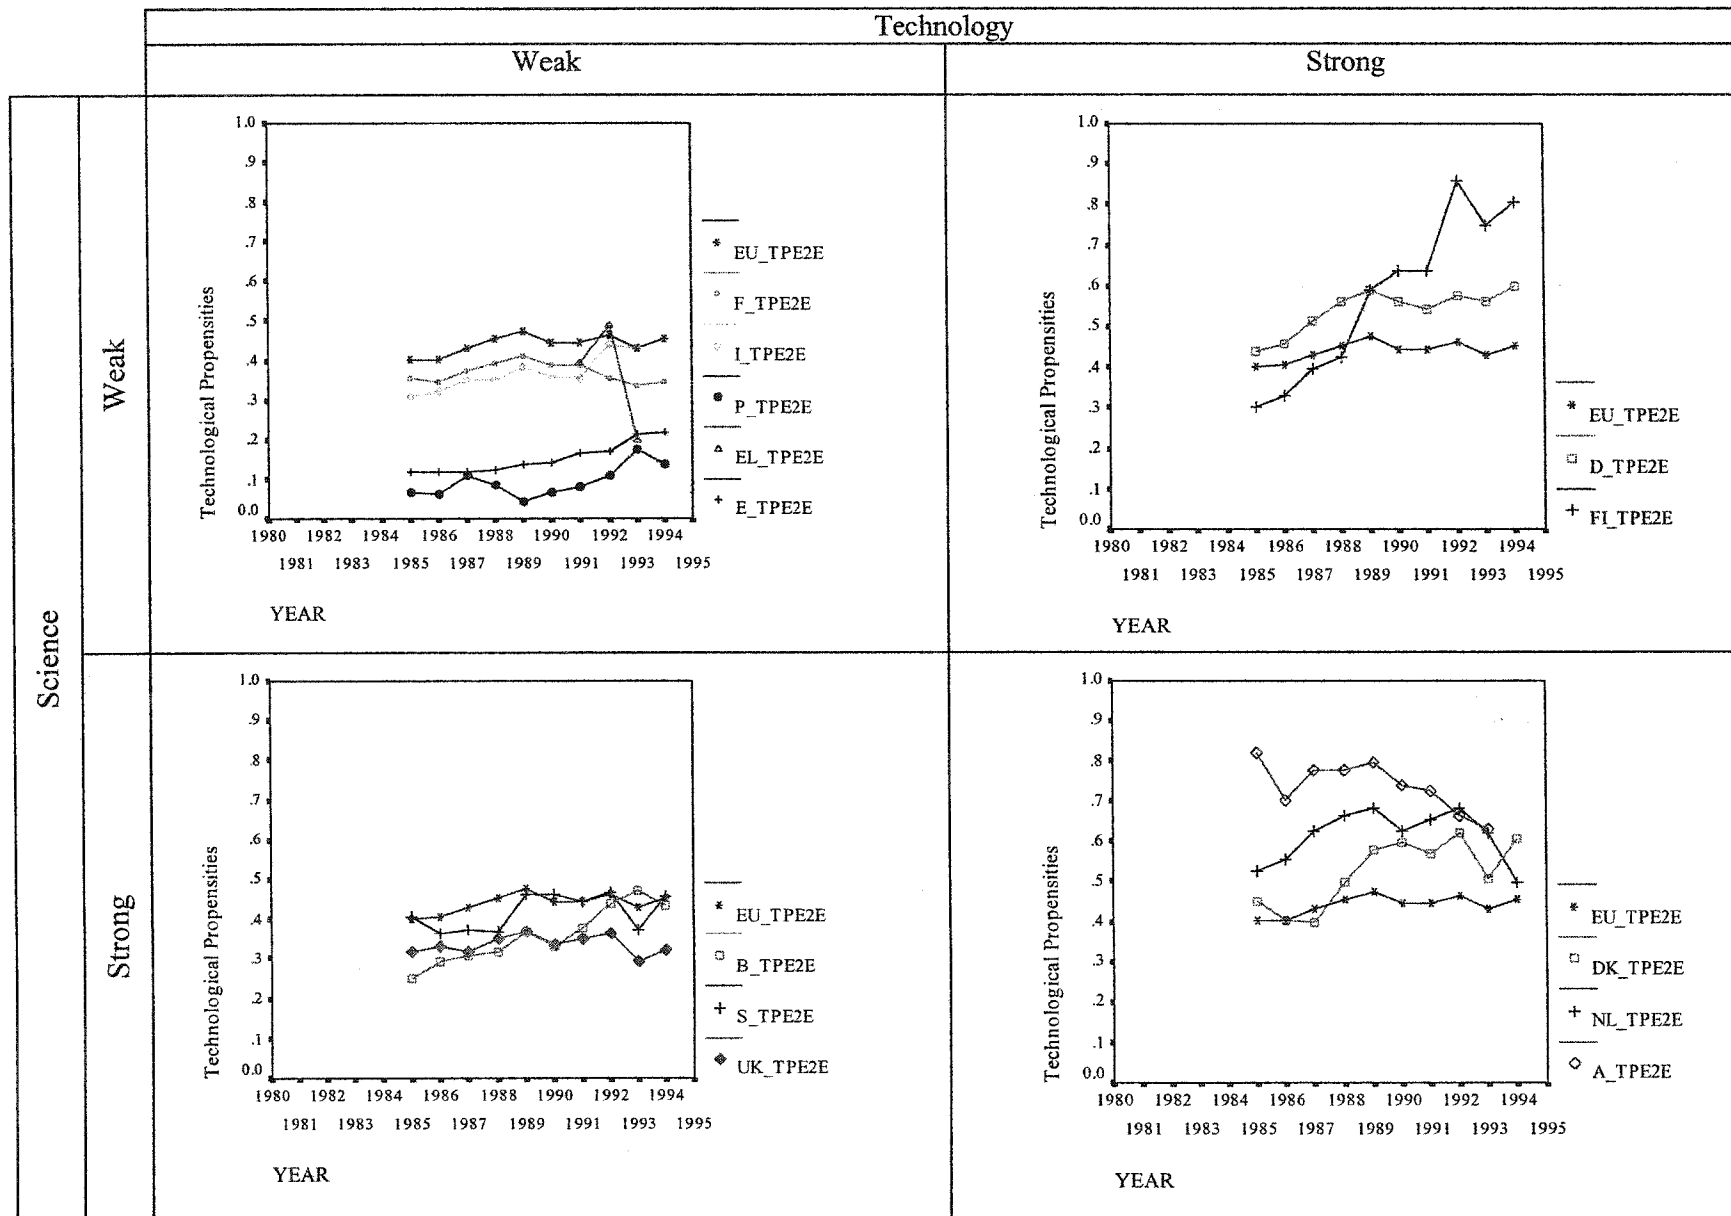 Technology
Weak
Strong
Science
Weak
1.0
.9
.8
.7
.6
.5
.4
.3
.2
.1
0.0
Technological Propensities
1980 1982 1984 1986 1988 1990 1992 1994
1981 1983 1985 1987 1989 1991 1993 1995
YEAR
EU_TPE2E
F_TPE2E
I_TPE2E
P_TPE2E
EL_TPE2E
E_TPE2E
1.0
.9
.8
.7
.6
.5
.4
.3
.2
.1
0.0
Technological Propensities
1980 1982 1984 1986 1988 1990 1992 1994
1981 1983 1985 1987 1989 1991 1993 1995
YEAR
EU_TPE2E
D_TPE2E
FI_TPE2E
Strong
1.0
.9
.8
.7
.6
.5
.4
.3
.2
.1
0.0
Technological Propensities
1980 1982 1984 1986 1988 1990 1992 1994
1981 1983 1985 1987 1989 1991 1993 1995
YEAR
EU_TPE2E
B_TPE2E
S_TPE2E
UK_TPE2E
1.0
.9
.8
.7
.6
.5
.4
.3
.2
.1
0.0
Technological Propensities
1980 1982 1984 1986 1988 1990 1992 1994
1981 1983 1985 1987 1989 1991 1993 1995
YEAR
EU_TPE2E
DK_TPE2E
NL_TPE2E
A_TPE2E